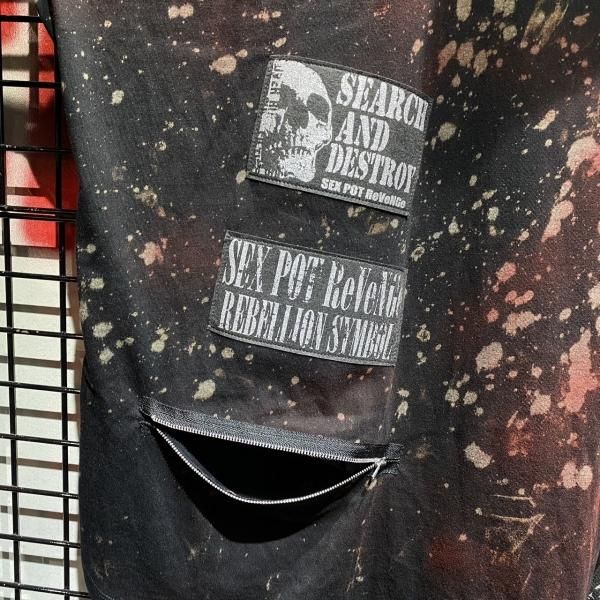 SEARCH
AND
DESTROY
SEX POT ReVeNGe
SEX POT ReVeNGe
REBELLION SYMBOL